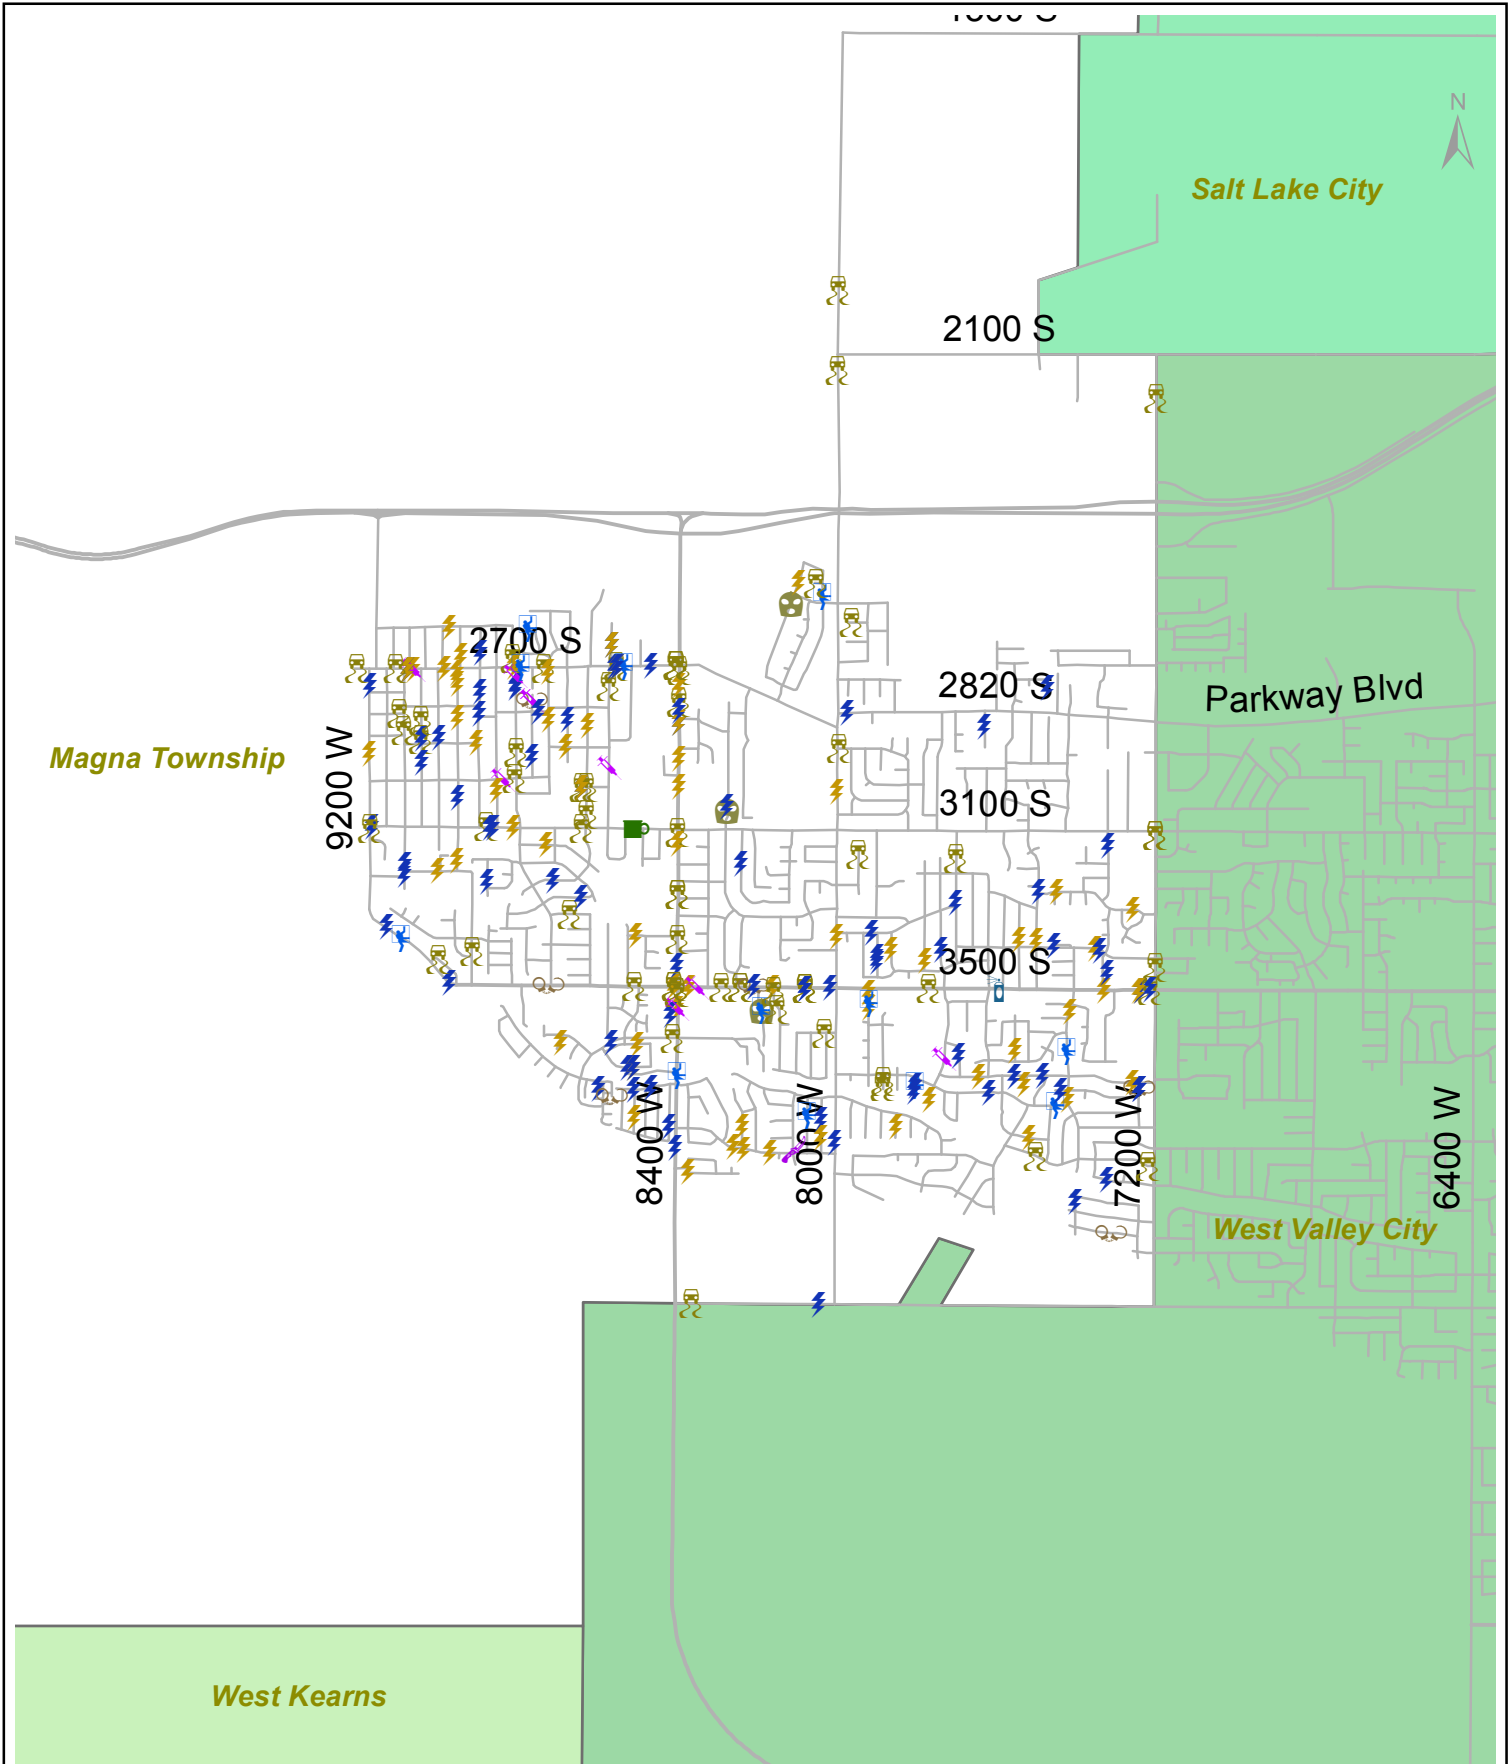 N
Salt Lake City
2100 S
2700 S
2820 S
Parkway Blvd
Magna Township
9200 W
3100 S
3500 S
8400 W
8000 W
7200 W
6400 W
West Valley City
West Kearns